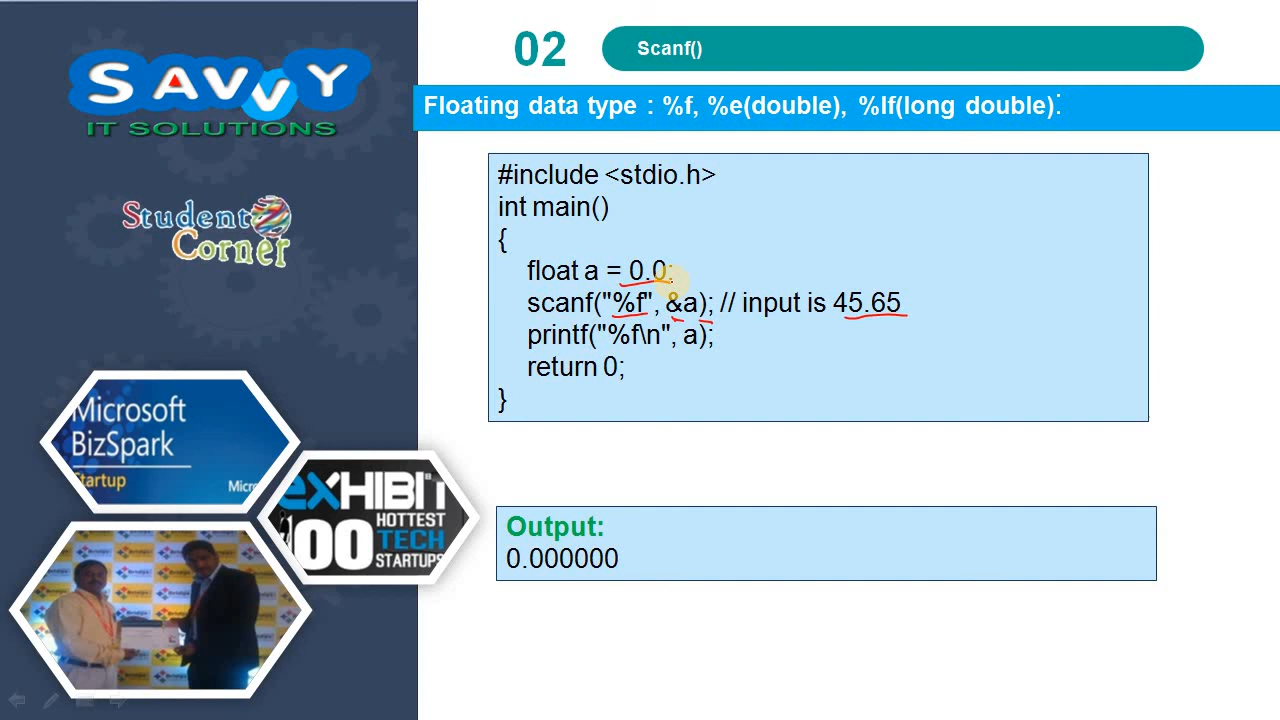 SAVVY
IT SOLUTIONS
Student
Corner
Microsoft
BizSpark
Startup
Micro
eXHIBIT
100 HOTTEST
TECH
STARTUPS
02
Scanf()
Floating data type : %f, %e(double), %lf(long double):
#include <stdio.h>
int main()
{
float a = 0.0;
scanf("%f", &a); // input is 45.65
printf("%f\n", a);
return 0;
}
Output:
0.000000